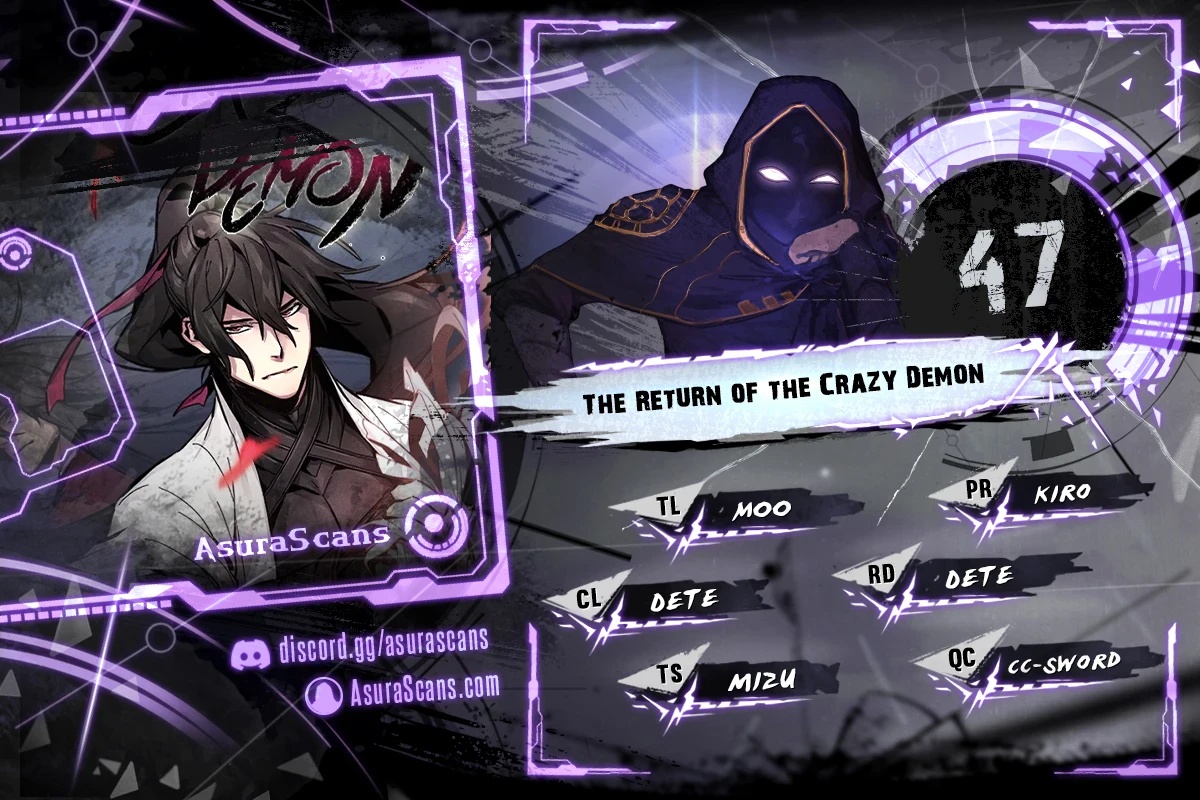 DEMON
AsuraScans
discord.gg/asurascans
AsuraScans.com
47
THE RETURN OF THE CRAZY DEMON
TL MOO
PR KIRO
CL DETE
RD DETE
TS MIZU
QC CC-SWORD